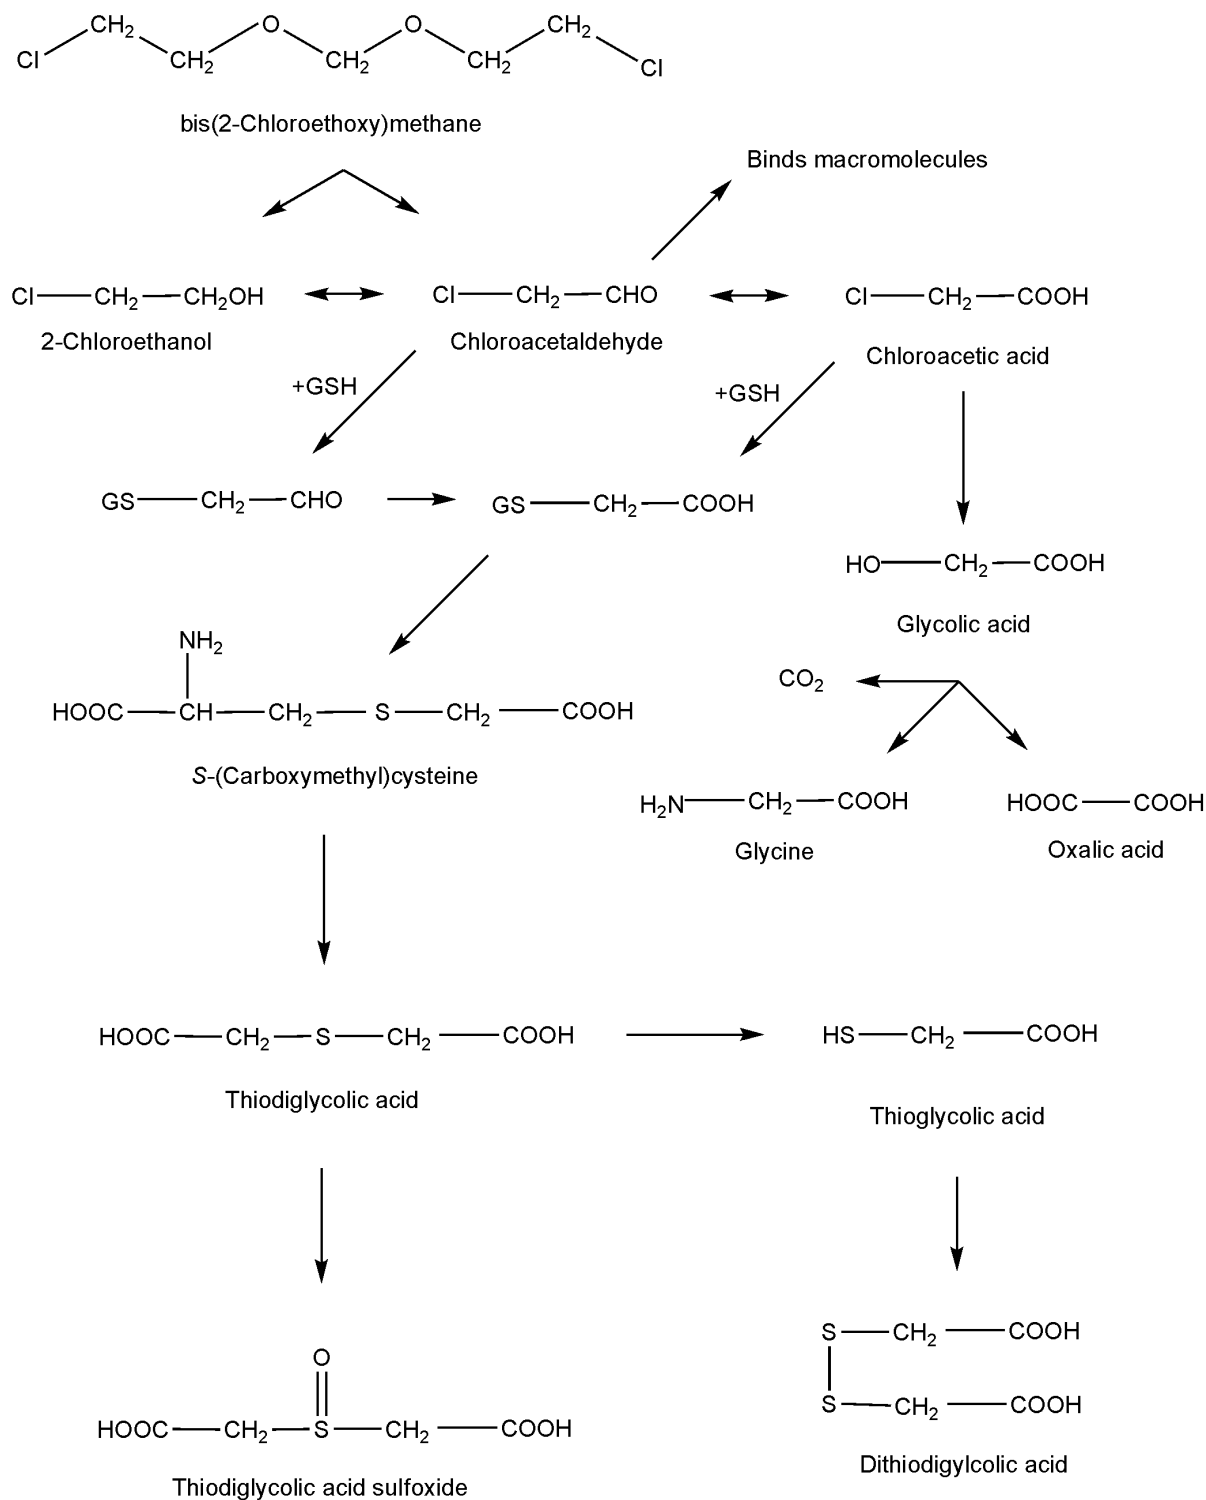 Cl CH2 CH2 O CH2 O CH2 CH2 Cl
bis(2-Chloroethoxy)methane
Binds macromolecules
Cl CH2 CH2OH
2-Chloroethanol
Cl CH2 CHO
Chloroacetaldehyde
Cl CH2 COOH
Chloroacetic acid
+GSH
+GSH
GS CH2 CHO
GS CH2 COOH
HO CH2 COOH
Glycolic acid
NH2
HOOC CH CH2 S CH2 COOH
S-(Carboxymethyl)cysteine
CO2
H2N CH2 COOH
Glycine
HOOC COOH
Oxalic acid
HOOC CH2 S CH2 COOH
Thiodiglycolic acid
HS CH2 COOH
Thioglycolic acid
O
HOOC CH2 S CH2 COOH
Thiodiglycolic acid sulfoxide
S CH2 COOH
S CH2 COOH
Dithiodigylcolic acid